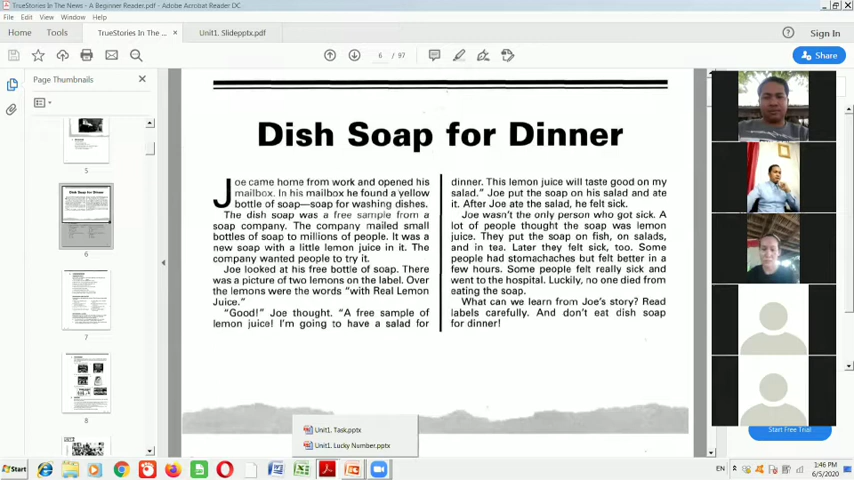 TrueStories In The News - A Beginner Reader.pdf - Adobe Acrobat Reader DC
File Edit View Window Help
Home Tools TrueStories In The ... × Unit1. Slidepptx.pdf Sign In
6 / 97 Share
Page Thumbnails ×
5
6
7
8
Dish Soap for Dinner
Joe came home from work and opened his
mailbox. In his mailbox he found a yellow
bottle of soap—soap for washing dishes.
The dish soap was a free sample from a
soap company. The company mailed small
bottles of soap to millions of people. It was a
new soap with a little lemon juice in it. The
company wanted people to try it.
Joe looked at his free bottle of soap. There
was a picture of two lemons on the label. Over
the lemons were the words "with Real Lemon
Juice."
"Good!" Joe thought. "A free sample of
lemon juice! I'm going to have a salad for
dinner. This lemon juice will taste good on my
salad." Joe put the soap on his salad and ate
it. After Joe ate the salad, he felt sick.
Joe wasn't the only person who got sick. A
lot of people thought the soap was lemon
juice. They put the soap on fish, on salads,
and in tea. Later they felt sick, too. Some
people had stomachaches but felt better in a
few hours. Some people felt really sick and
went to the hospital. Luckily, no one died from
eating the soap.
What can we learn from Joe's story? Read
labels carefully. And don't eat dish soap
for dinner!
Start Free Trial
Unit1. Task.pptx
Unit1. Lucky Number.pptx
Start
EN
1:46 PM
6/5/2020